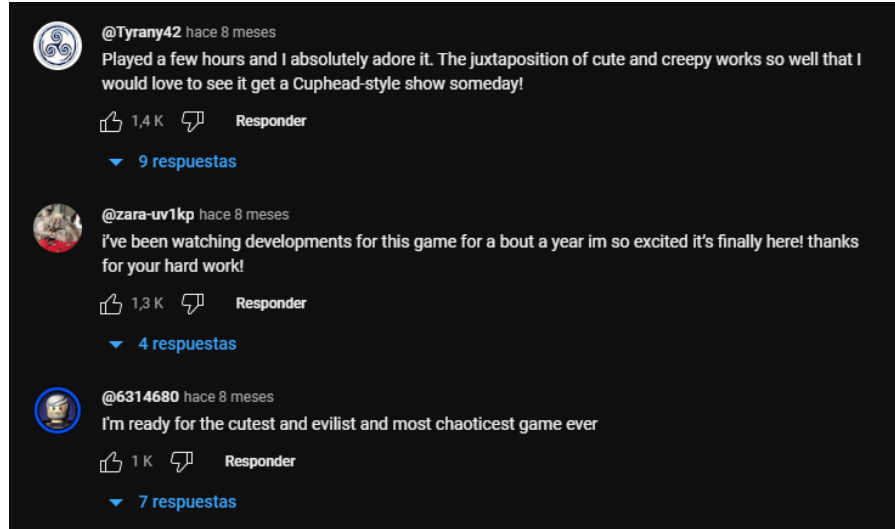 @Tyrany42 hace 8 meses
Played a few hours and I absolutely adore it. The juxtaposition of cute and creepy works so well that I
would love to see it get a Cuphead-style show someday!
1,4 K Responder
9 respuestas
@zara-uv1kp hace 8 meses
i've been watching developments for this game for a bout a year im so excited it's finally here! thanks
for your hard work!
1,3 K Responder
4 respuestas
@6314680 hace 8 meses
I'm ready for the cutest and evilist and most chaoticest game ever
1 K Responder
7 respuestas